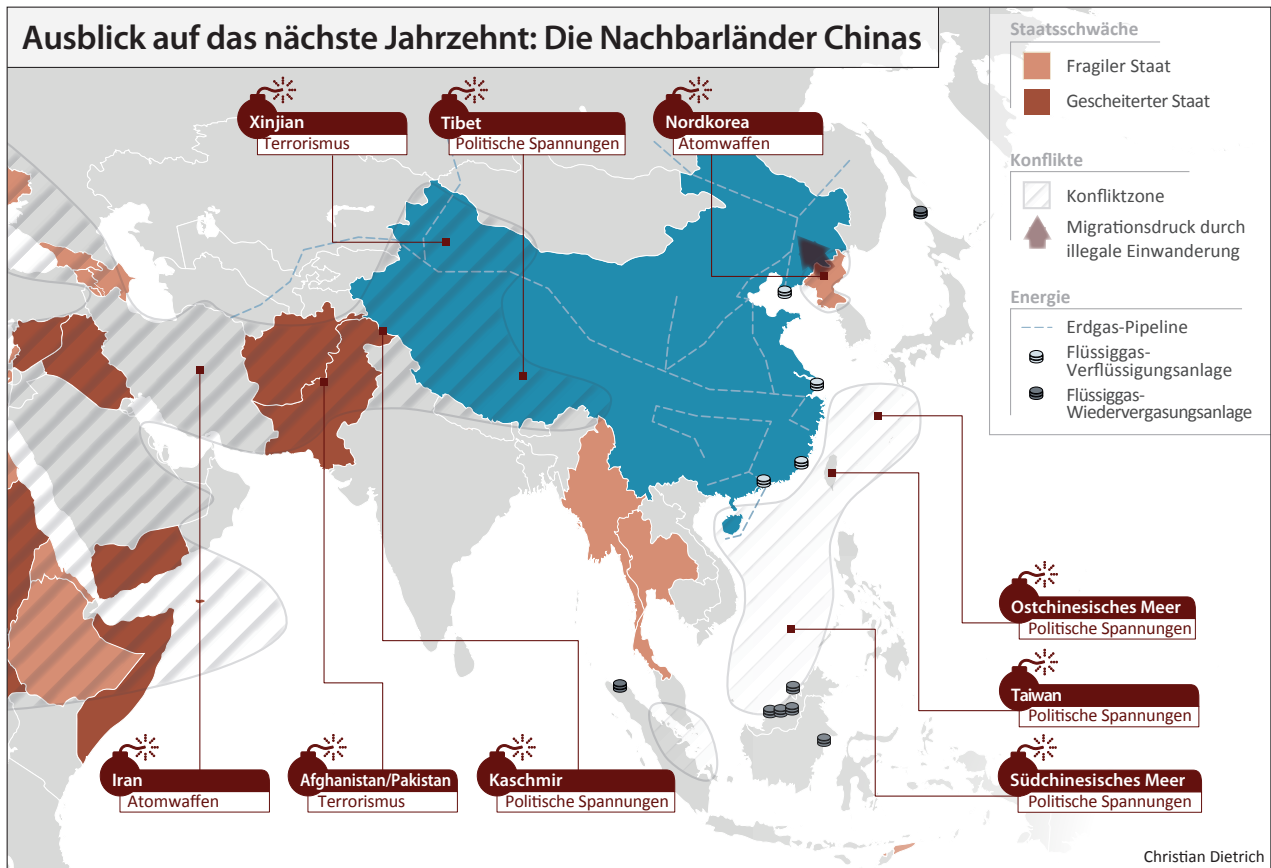 Ausblick auf das nächste Jahrzehnt: Die Nachbarländer Chinas
Staatsschwäche
Fragiler Staat
Gescheiterter Staat
Konflikte
Konfliktzone
Migrationsdruck durch
illegale Einwanderung
Energie
Erdgas-Pipeline
Flüssiggas-
Verflüssigungsanlage
Flüssiggas-
Wiedervergasungsanlage
Xinjian
Terrorismus
Tibet
Politische Spannungen
Nordkorea
Atomwaffen
Ostchinesisches Meer
Politische Spannungen
Taiwan
Politische Spannungen
Südchinesisches Meer
Politische Spannungen
Iran
Atomwaffen
Afghanistan/Pakistan
Terrorismus
Kaschmir
Politische Spannungen
Christian Dietrich